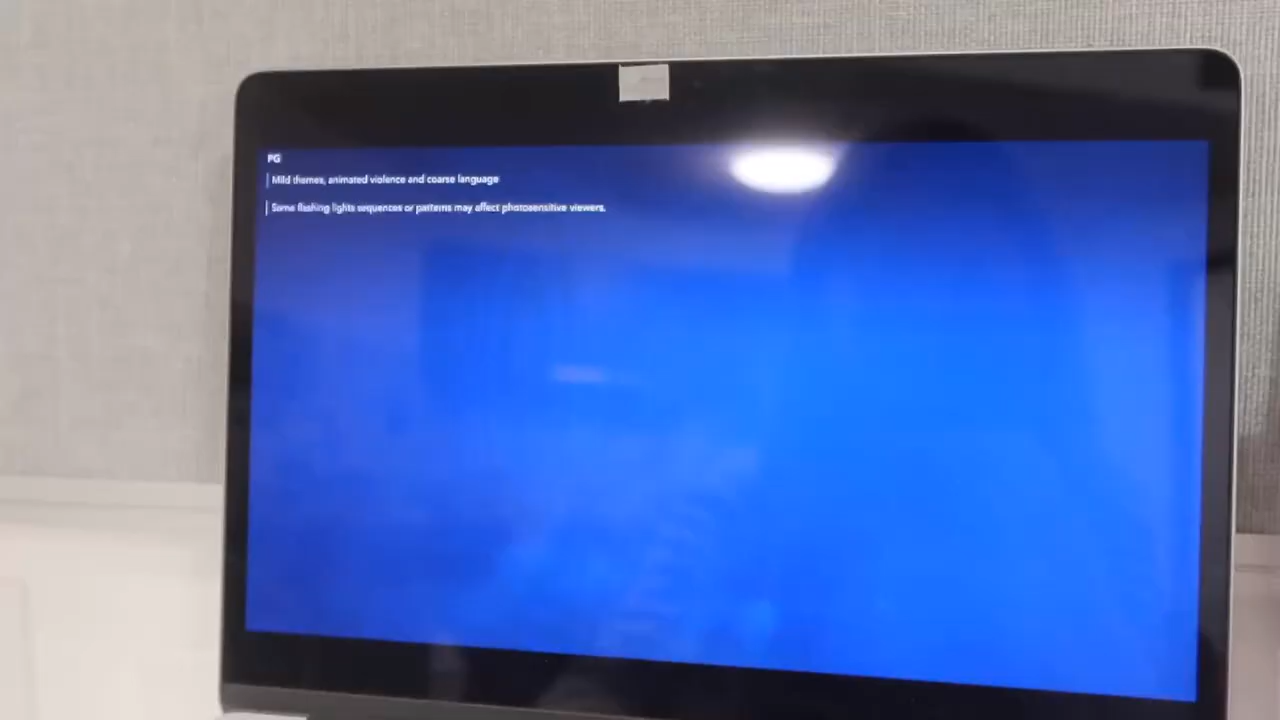 PG
Mild themes, animated violence and coarse language
Some flashing lights sequences or patterns may affect photosensitive viewers.